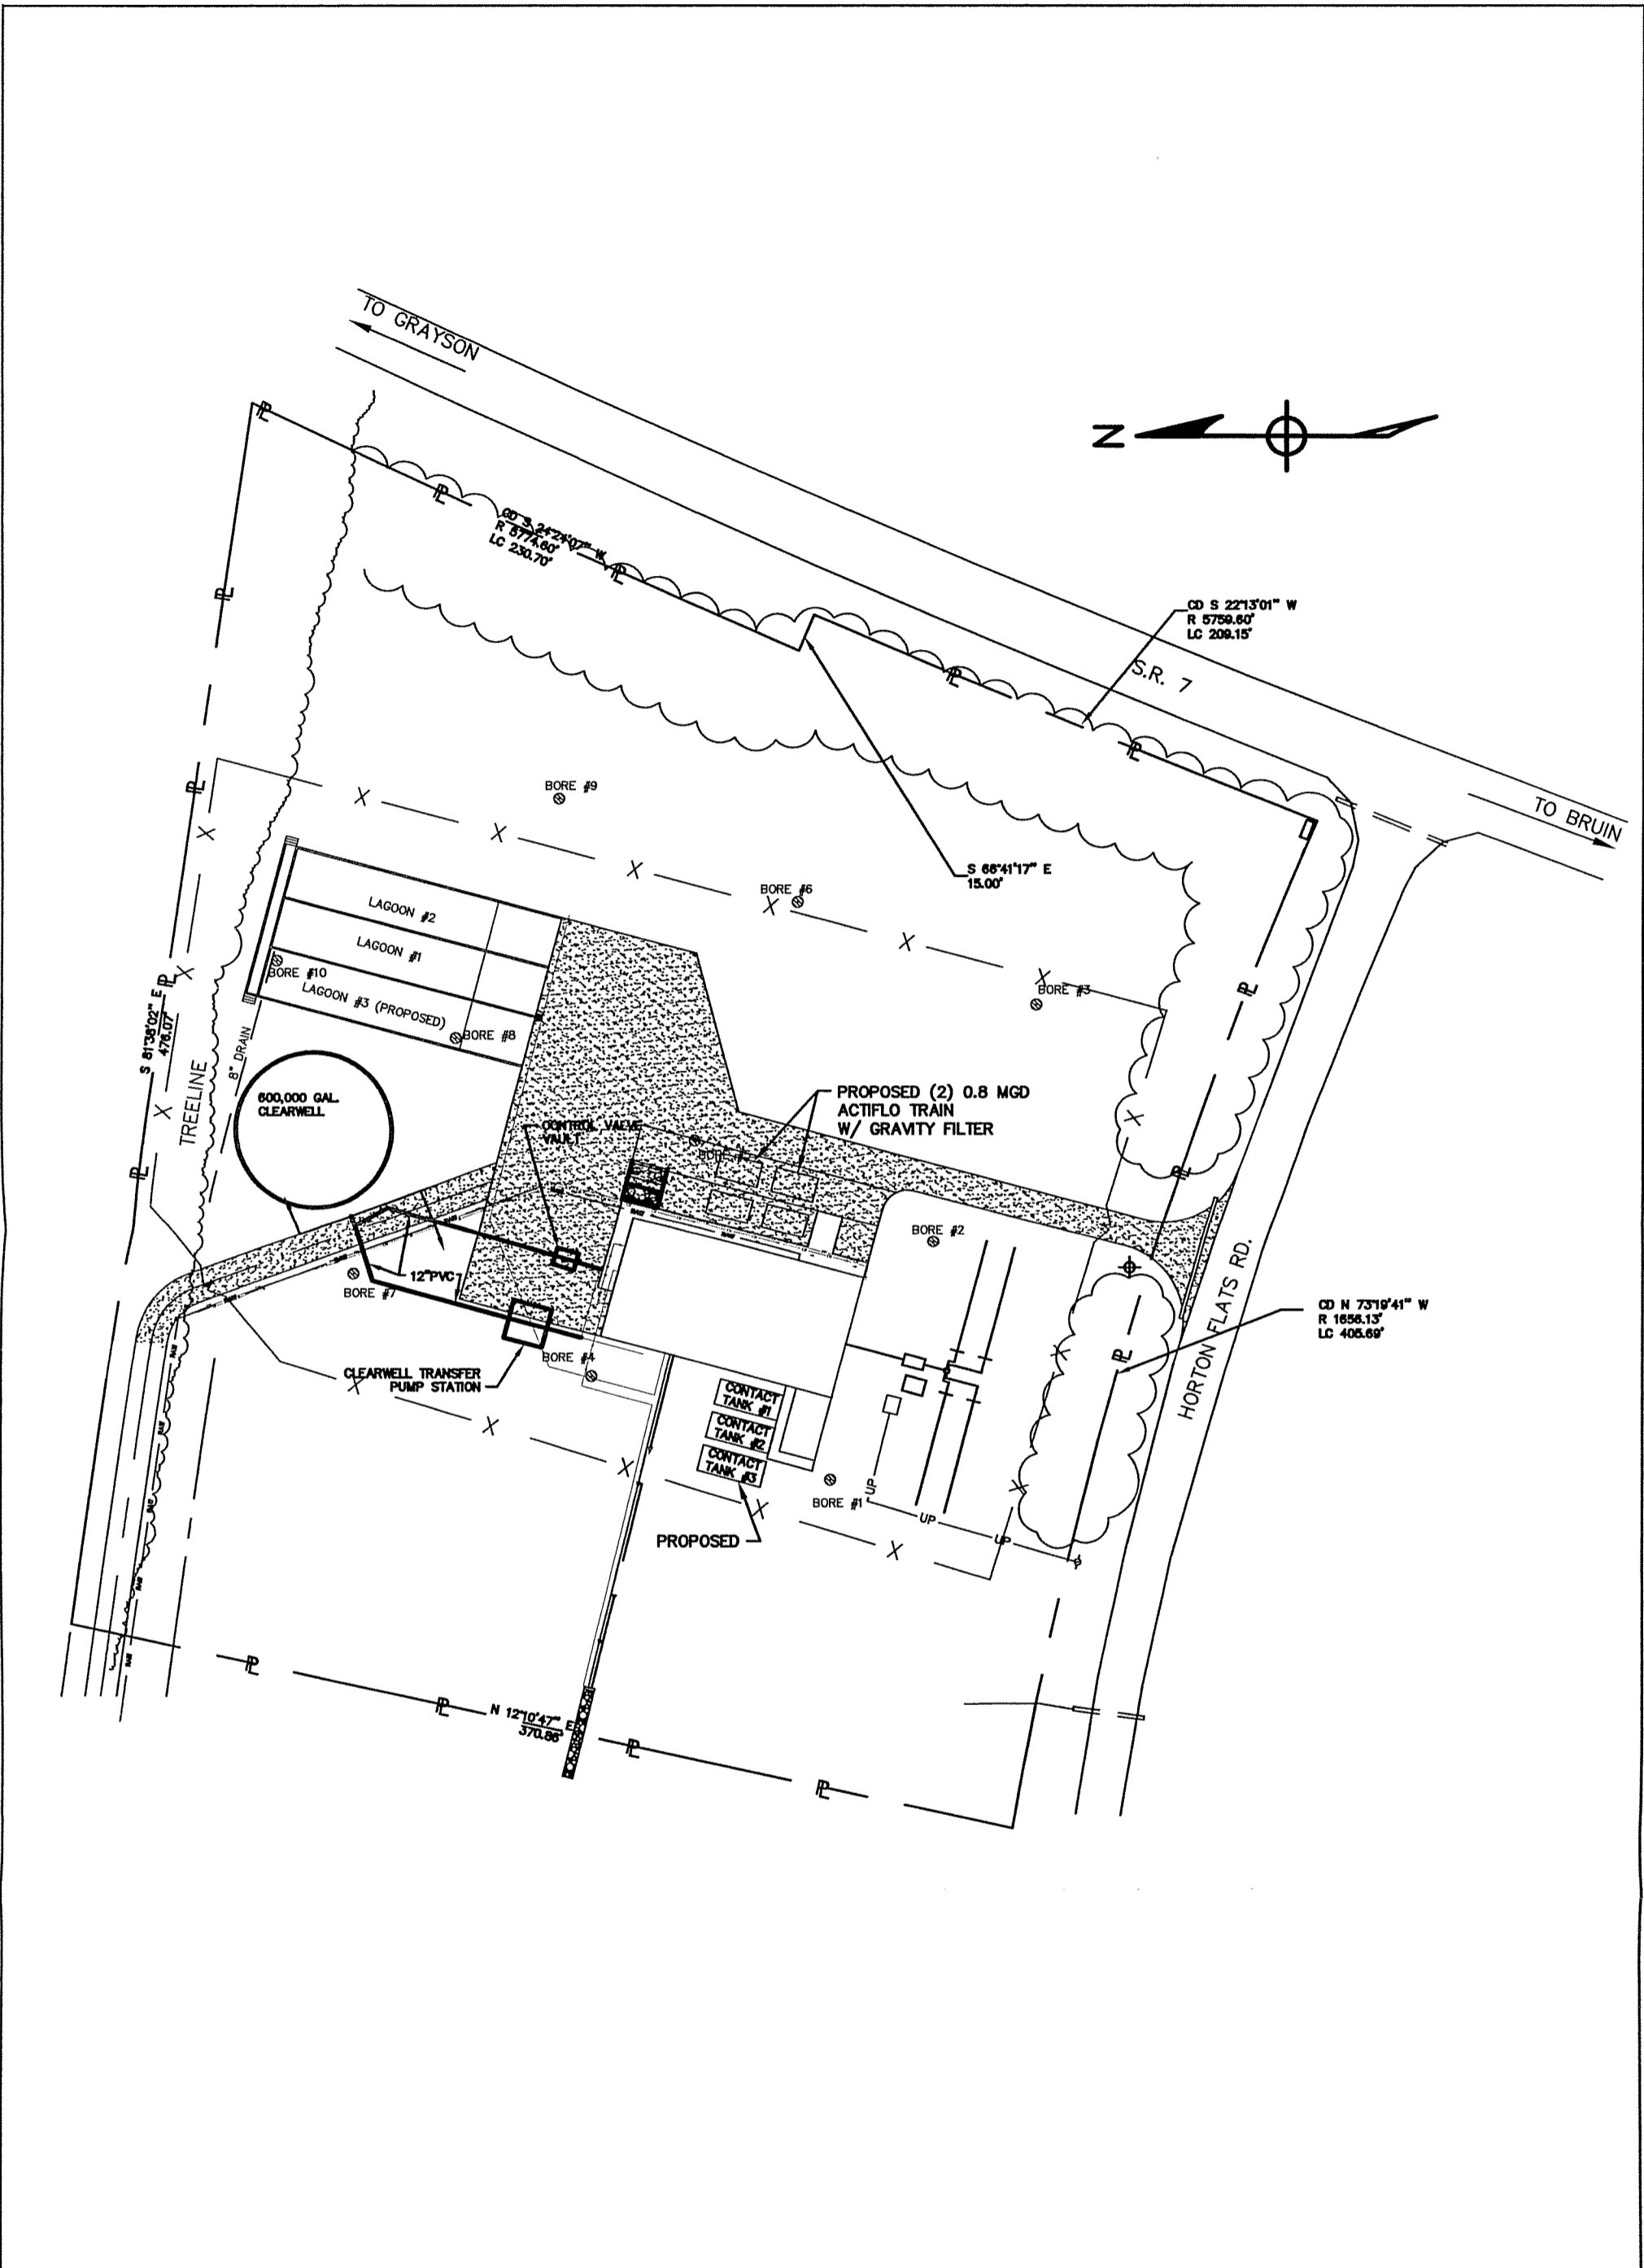 TO GRAYSON
N
CD S 24°24'07" W
R 5774.60'
LC 230.70'
CD S 22°13'01" W
R 5759.60'
LC 209.15'
S.R. 7
TO BRUIN
BORE #9
BORE #6
S 66°41'17" E
15.00'
LAGOON #2
LAGOON #1
BORE #10
LAGOON #3 (PROPOSED)
BORE #3
BORE #8
S 81°38'02" E
476.07'
8" DRAIN
TREELINE
600,000 GAL.
CLEARWELL
PROPOSED (2) 0.8 MGD
ACTIFLO TRAIN
W/ GRAVITY FILTER
CONTROL VALVE
VAULT
BORE #2
12"PVC
BORE #7
HORTON FLATS RD.
CD N 73°19'41" W
R 1656.13'
LC 405.69'
BORE #4
CLEARWELL TRANSFER
PUMP STATION
CONTACT
TANK #1
CONTACT
TANK #2
CONTACT
TANK #3
BORE #1
UP
UP
UP
PROPOSED
N 12°10'47" E
370.86'